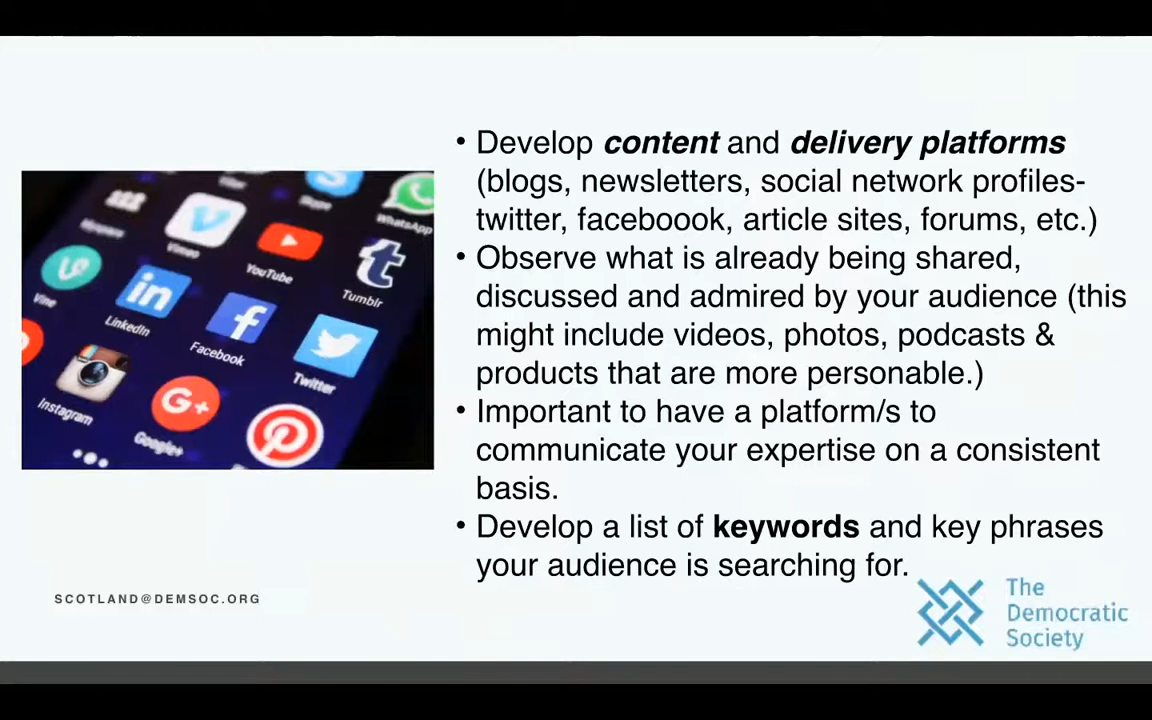 • Develop content and delivery platforms
(blogs, newsletters, social network profiles-
twitter, faceboook, article sites, forums, etc.)
• Observe what is already being shared,
discussed and admired by your audience (this
might include videos, photos, podcasts &
products that are more personable.)
• Important to have a platform/s to
communicate your expertise on a consistent
basis.
• Develop a list of keywords and key phrases
your audience is searching for.
Skype
WhatsApp
Vimeo
YouTube
Tumblr
Vine
LinkedIn
Facebook
Twitter
Instagram
Google+
SCOTLAND@DEMSOC.ORG
The
Democratic
Society